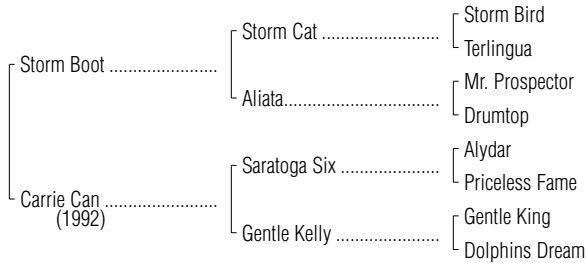 Storm Bird
Storm Cat ..............................
Terlingua
Storm Boot ............................
Mr. Prospector
Aliata........................................
Drumtop
Alydar
Saratoga Six .........................
Priceless Fame
Carrie Can .............................
(1992)
Gentle King
Gentle Kelly ..........................
Dolphins Dream